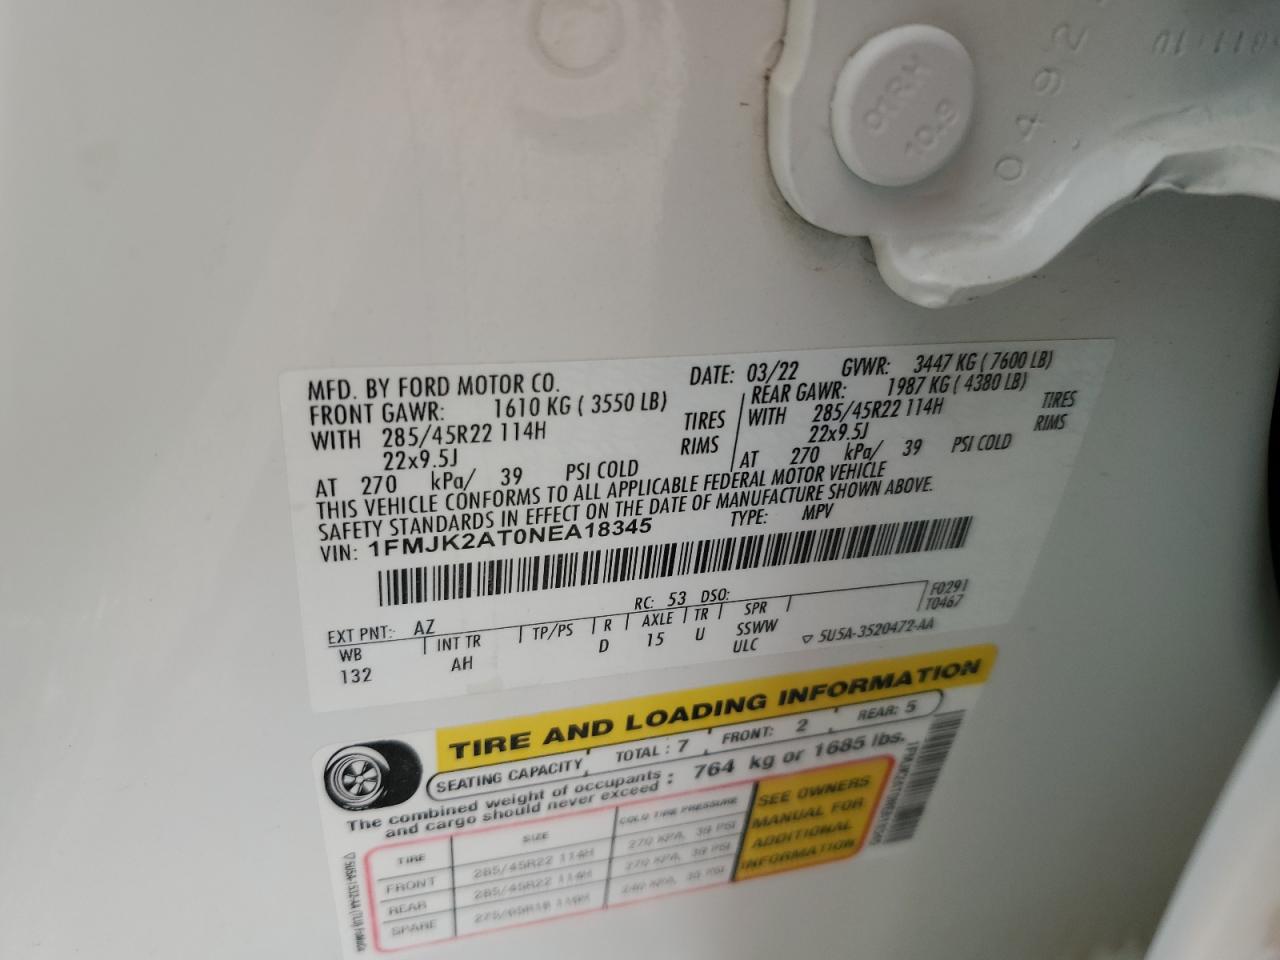 01RH
10.9
0492
MFD. BY FORD MOTOR CO. DATE: 03/22 GVWR: 3447 KG ( 7600 LB)
FRONT GAWR: 1610 KG ( 3550 LB) REAR GAWR: 1987 KG ( 4380 LB)
WITH 285/45R22 114H TIRES WITH 285/45R22 114H TIRES
22x9.5J RIMS 22x9.5J RIMS
AT 270 kPa/ 39 PSI COLD AT 270 kPa/ 39 PSI COLD
THIS VEHICLE CONFORMS TO ALL APPLICABLE FEDERAL MOTOR VEHICLE
SAFETY STANDARDS IN EFFECT ON THE DATE OF MANUFACTURE SHOWN ABOVE.
VIN: 1FMJK2AT0NEA18345 TYPE: MPV
F0291
T0467
EXT PNT: AZ RC: 53 DSO:
WB INT TR TP/PS R AXLE TR SPR
132 AH D 15 U SSWW
ULC
▽ 5U5A-3520472-AA
TIRE AND LOADING INFORMATION
SEATING CAPACITY TOTAL : 7 FRONT: 2 REAR: 5
The combined weight of occupants
and cargo should never exceed : 764 kg or 1685 lbs.
TIRE SIZE COLD TIRE PRESSURE
FRONT 285/45R22 114H 270 KPA, 39 PSI
REAR 285/45R22 114H 270 KPA, 39 PSI
SPARE
SEE OWNERS
MANUAL FOR
ADDITIONAL
INFORMATION